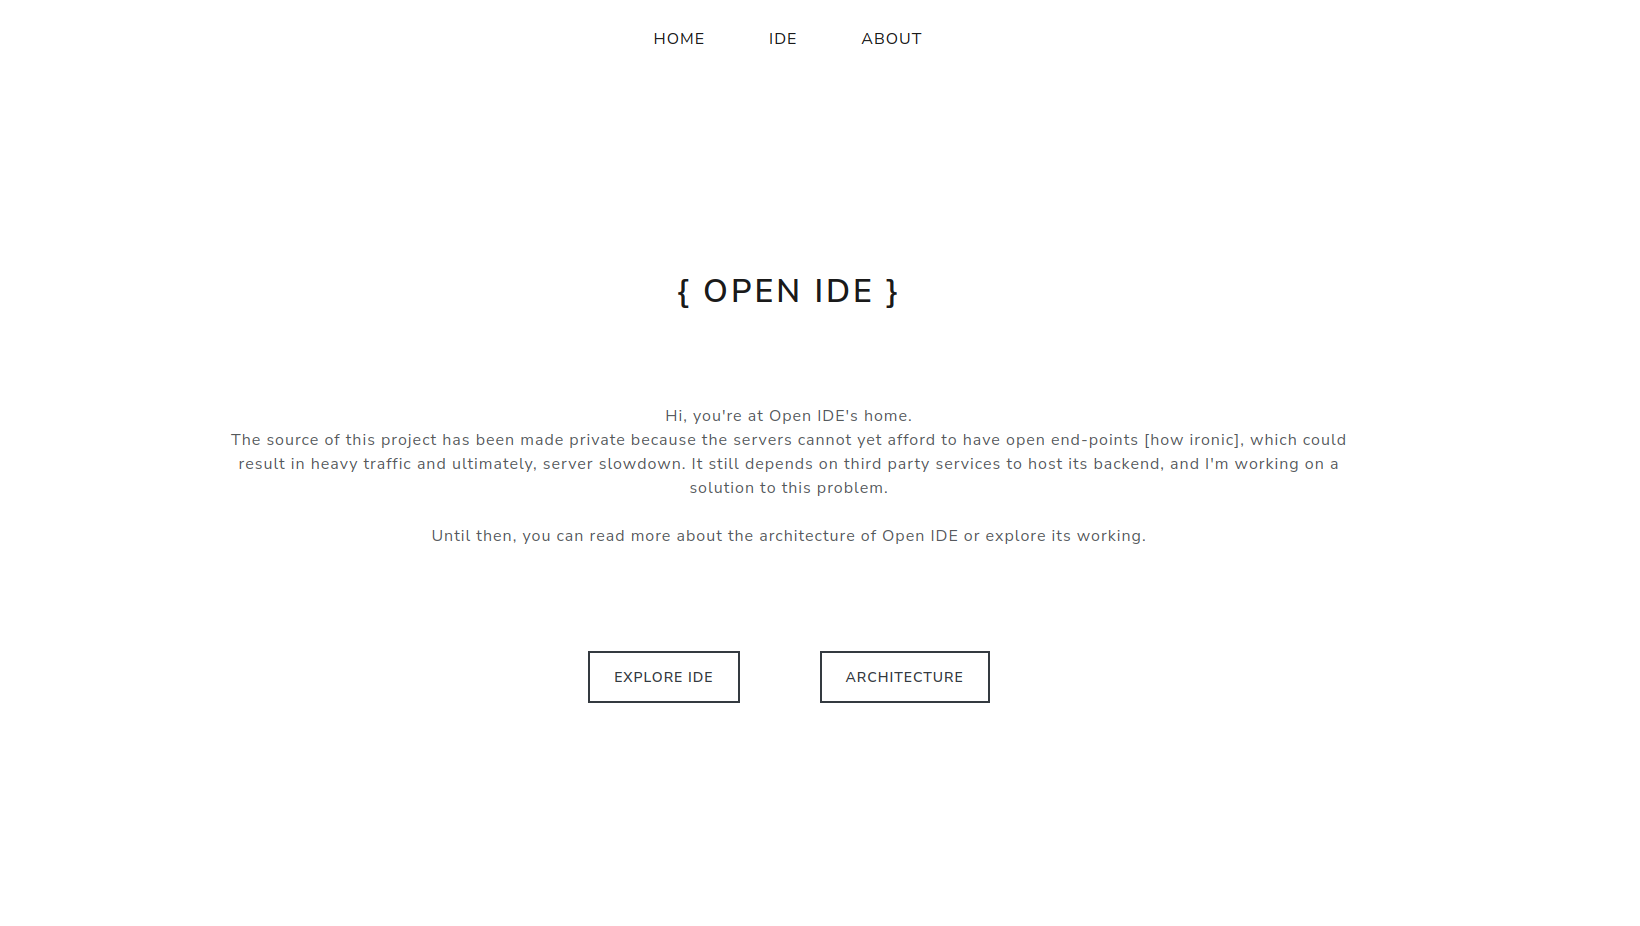 HOME IDE ABOUT
{ OPEN IDE }
Hi, you're at Open IDE's home.
The source of this project has been made private because the servers cannot yet afford to have open end-points [how ironic], which could
result in heavy traffic and ultimately, server slowdown. It still depends on third party services to host its backend, and I'm working on a
solution to this problem.
Until then, you can read more about the architecture of Open IDE or explore its working.
EXPLORE IDE ARCHITECTURE